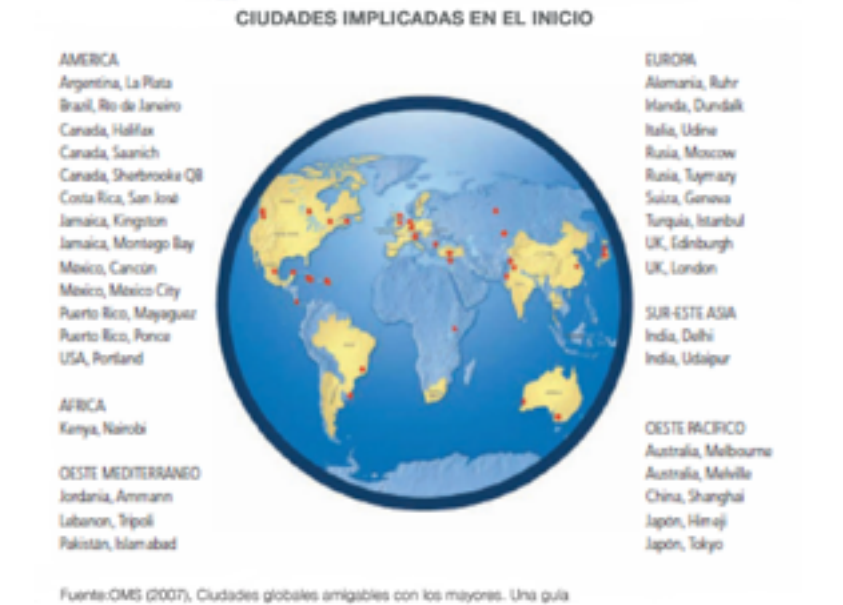 CIUDADES IMPLICADAS EN EL INICIO
AMERICA
Argentina, La Plata
Brazil, Rio de Janeiro
Canada, Halifax
Canada, Saanich
Canada, Sherbrooke QB
Costa Rica, San José
Jamaica, Kingston
Jamaica, Montego Bay
México, Cancún
México, México City
Puerto Rico, Mayaguez
Puerto Rico, Ponce
USA, Portland
AFRICA
Kenya, Nairobi
OESTE MEDITERRANEO
Jordania, Ammann
Lebanon, Tripoli
Pakistán, Islamabad
EUROPA
Alemania, Ruhr
Irlanda, Dundalk
Italia, Udine
Rusia, Moscow
Rusia, Tuymazy
Suiza, Geneva
Turquia, Istanbul
UK, Edinburgh
UK, London
SUR-ESTE ASIA
India, Delhi
India, Udaipur
OESTE PACÍFICO
Australia, Melbourne
Australia, Melville
China, Shanghai
Japón, Himeji
Japón, Tokyo
Fuente:OMS (2007), Ciudades globales amigables con los mayores. Una guía